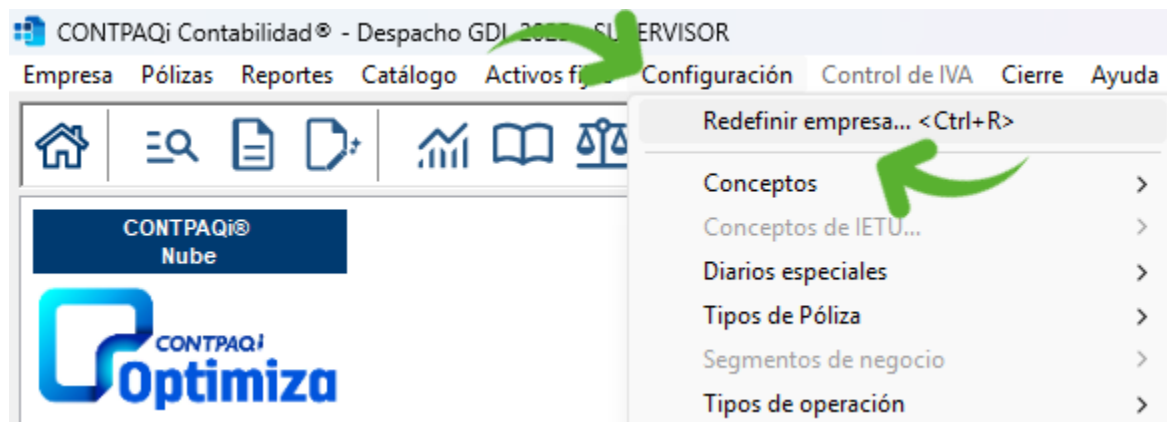 CONTPAQi Contabilidad® - Despacho GDL SUPERVISOR
Empresa Pólizas Reportes Catálogo Activos Configuración Control de IVA Cierre Ayuda
Redefinir empresa... <Ctrl+R>
Conceptos >
Conceptos de IETU... >
Diarios especiales >
Tipos de Póliza >
Segmentos de negocio >
Tipos de operación >
CONTPAQi®
Nube
CONTPAQi
Optimiza